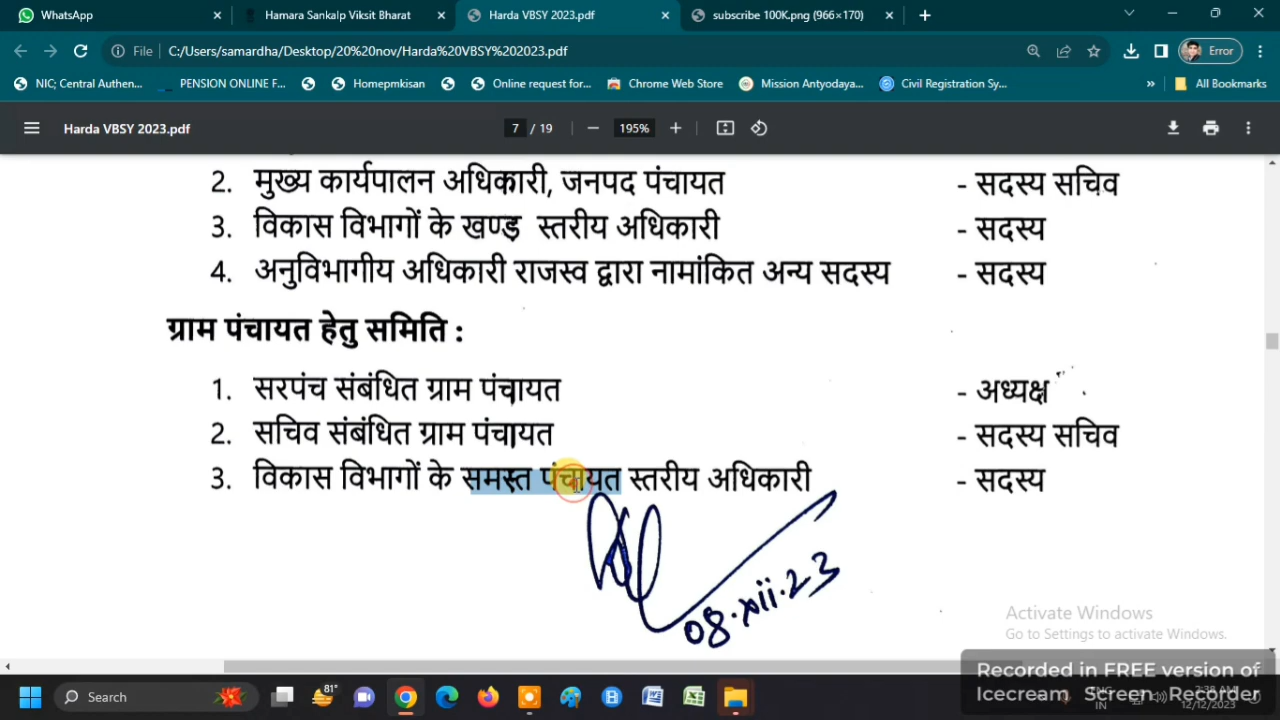 WhatsApp
Hamara Sankalp Viksit Bharat
Harda VBSY 2023.pdf
subscribe 100K.png (966×170)
File
C:/Users/samardha/Desktop/20%20nov/Harda%20VBSY%202023.pdf
Error
NIC; Central Authen...
PENSION ONLINE F...
Homepmkisan
Online request for...
Chrome Web Store
Mission Antyodaya...
Civil Registration Sy...
»
All Bookmarks
Harda VBSY 2023.pdf
7 / 19
195%
2. मुख्य कार्यपालन अधिकारी, जनपद पंचायत - सदस्य सचिव
3. विकास विभागों के खण्ड स्तरीय अधिकारी - सदस्य
4. अनुविभागीय अधिकारी राजस्व द्वारा नामांकित अन्य सदस्य - सदस्य
ग्राम पंचायत हेतु समिति :
1. सरपंच संबंधित ग्राम पंचायत - अध्यक्ष
2. सचिव संबंधित ग्राम पंचायत - सदस्य सचिव
3. विकास विभागों के समस्त पंचायत स्तरीय अधिकारी - सदस्य
08.xii.23
Activate Windows
Go to Settings to activate Windows.
Recorded in FREE version of
Icecream Screen Recorder
Search
81°
ENG
IN
2:38 AM
12/12/2023